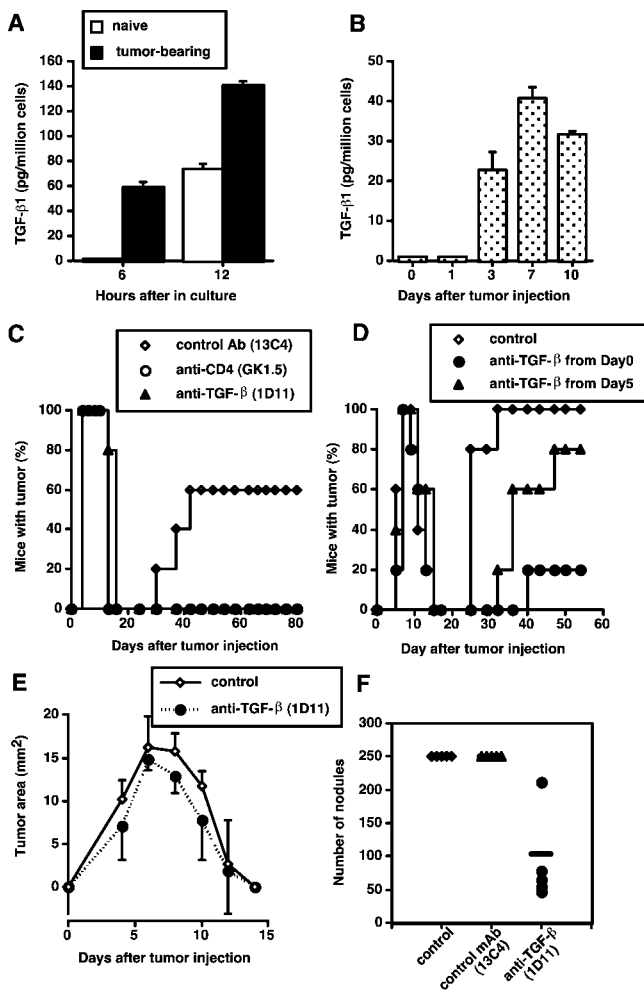 A
naive
tumor-bearing
TGF-β1 (pg/million cells)
160
140
120
100
80
60
40
20
0
6
12
Hours after in culture
B
TGF-β1 (pg/million cells)
50
40
30
20
10
0
0
1
3
7
10
Days after tumor injection
C
control Ab (13C4)
anti-CD4 (GK1.5)
anti-TGF-β (1D11)
Mice with tumor (%)
100
80
60
40
20
0
0
20
40
60
80
Days after tumor injection
D
control
anti-TGF-β from Day0
anti-TGF-β from Day5
Mice with tumor (%)
100
80
60
40
20
0
0
10
20
30
40
50
60
Day after tumor injection
E
control
anti-TGF-β (1D11)
Tumor area (mm²)
20
15
10
5
0
0
5
10
15
Days after tumor injection
F
Number of nodules
300
250
200
150
100
50
0
control
control mAb
(13C4)
anti-TGF-β
(1D11)